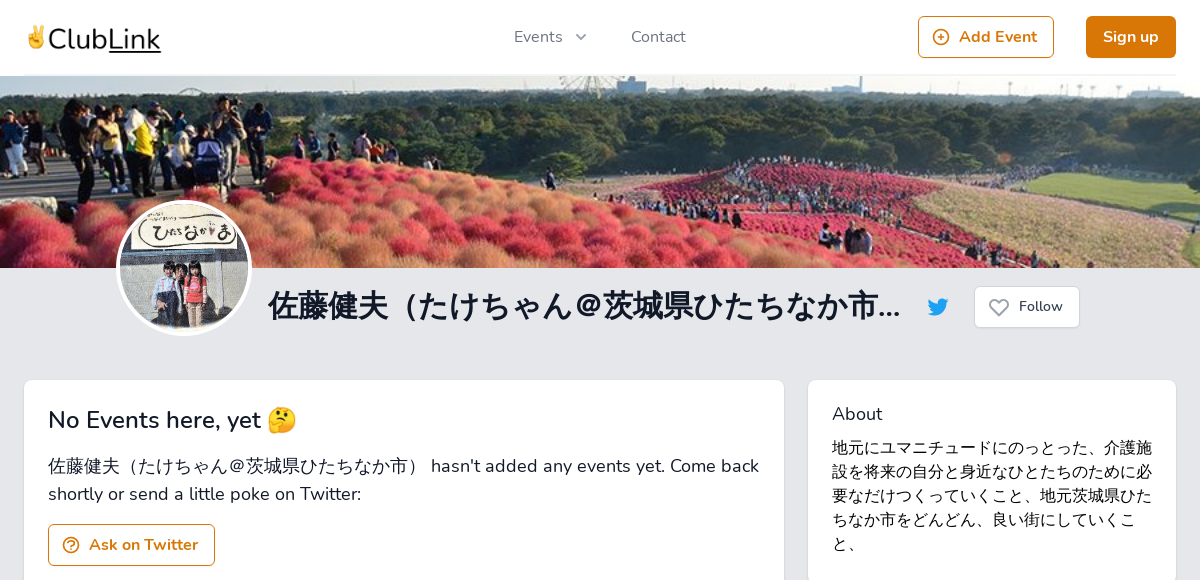 ✌️ClubLink
Events
Contact
Add Event
Sign up
ひたちなかま
佐藤健夫（たけちゃん＠茨城県ひたちなか市...
Follow
No Events here, yet 🤔
佐藤健夫（たけちゃん＠茨城県ひたちなか市） hasn't added any events yet. Come back
shortly or send a little poke on Twitter:
Ask on Twitter
About
地元にユマニチュードにのっとった、介護施
設を将来の自分と身近なひとたちのために必
要なだけつくっていくこと、地元茨城県ひた
ちなか市をどんどん、良い街にしていくこ
と、